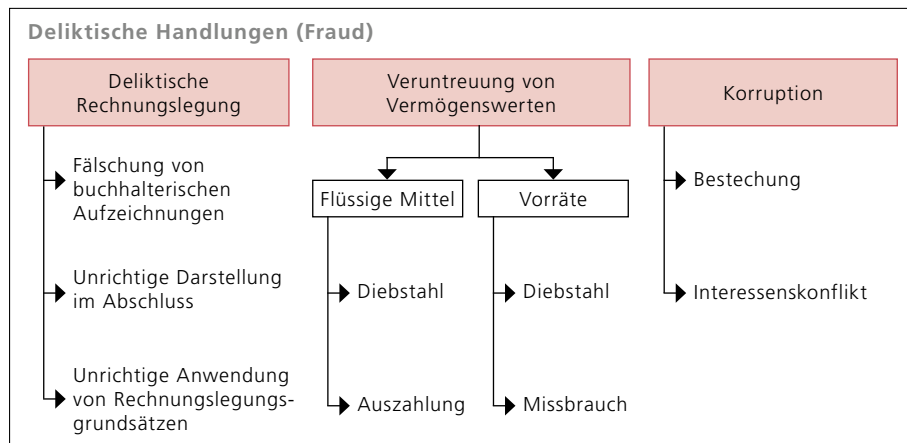 Deliktische Handlungen (Fraud)
Deliktische
Rechnungslegung
Fälschung von
buchhalterischen
Aufzeichnungen
Unrichtige Darstellung
im Abschluss
Unrichtige Anwendung
von Rechnungslegungs-
grundsätzen
Veruntreuung von
Vermögenswerten
Flüssige Mittel
Diebstahl
Auszahlung
Vorräte
Diebstahl
Missbrauch
Korruption
Bestechung
Interessenskonflikt